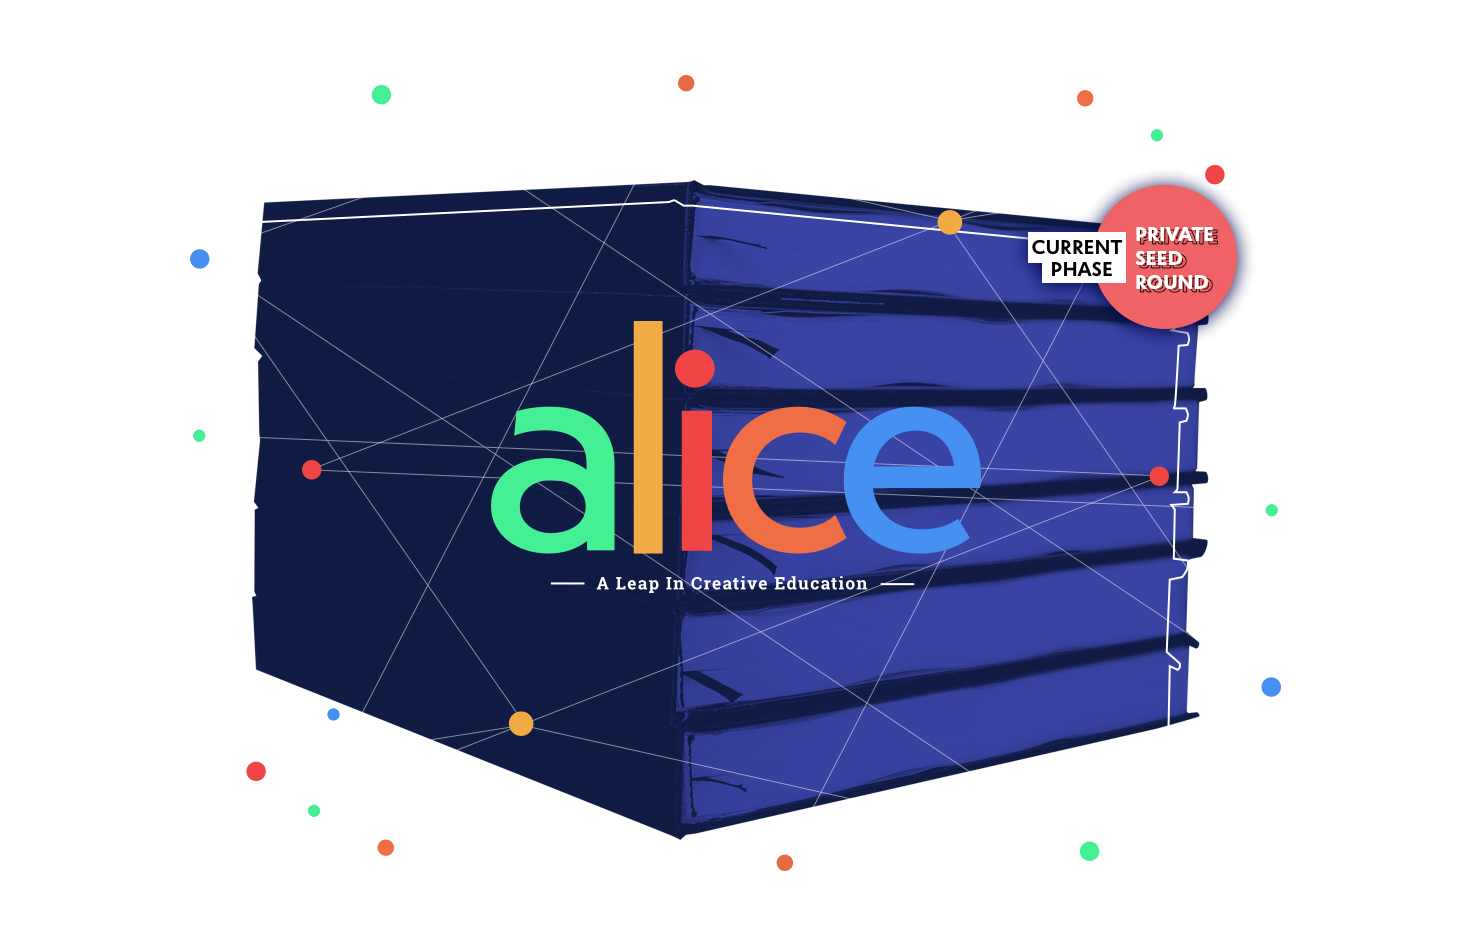 CURRENT
PHASE
PRIVATE
SEED
ROUND
alice
A Leap In Creative Education